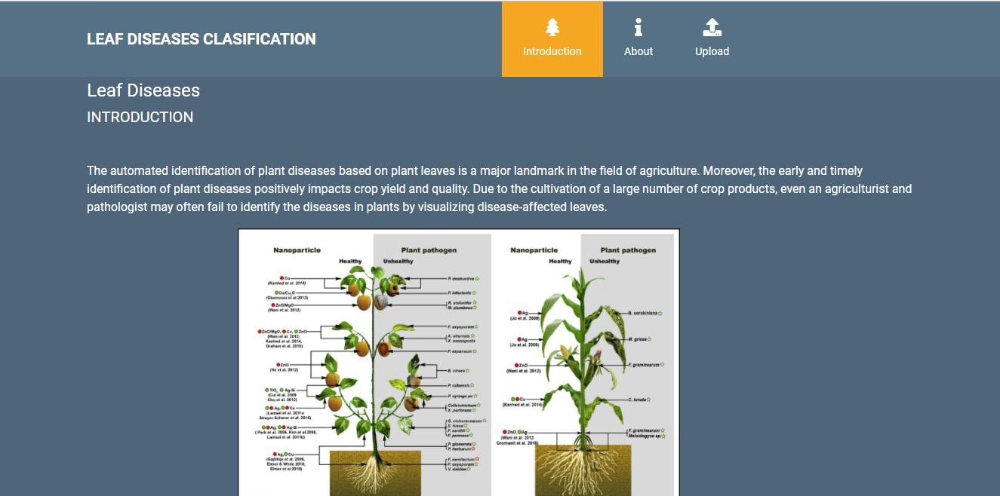 LEAF DISEASES CLASIFICATION
Introduction
About
Upload
Leaf Diseases
INTRODUCTION
The automated identification of plant diseases based on plant leaves is a major landmark in the field of agriculture. Moreover, the early and timely
identification of plant diseases positively impacts crop yield and quality. Due to the cultivation of a large number of crop products, even an agriculturist and
pathologist may often fail to identify the diseases in plants by visualizing disease-affected leaves.
Nanoparticle
Plant pathogen
Healthy
Unhealthy
Cu
(Kanhed et al. 2014)
Cu/Cu2O
(Giannousi et al 2013)
ZnO/MgO
(Wani et al. 2012)
ZnO/MgO, Cu, ZnO
(Wani et al. 2012,
Kanhed et al. 2014,
Graham et al. 2016)
ZnO
(He et al. 2012)
TiO2 Ag-Si
(Cui et al. 2009
Chu et al. 2012)
Ag, Cu
(Lamsal et al. 2011a
Strayer-Scherer et al. 2018)
Ag, Ag-Si
(Park et al. 2006, Kim et al. 2008,
Lamsal et al. 2011b)
Ag, Cu
Elmer & White 2016,
Elmer et al. 2018)
P. destructiva
P. infectants
R. stolonifer
M. plumbeus
F. oxysporum
A. alternata
X. axonopodis
F. expansum
B. cinera
P. cubensis
P. syringe pv
Colletotrichum
X. perforans
G. cichoracearum
S. fusca
P. xanthii
P. pannosa
P. glomerata
P. herbarum
F. semitectum
F. oxysporum
V. dahliae
Nanoparticle
Plant pathogen
Healthy
Unhealthy
Ag
(Jo et al. 2009)
Ag
(Jo et al. 2009)
ZnO
(Wani et al. 2012)
Cu
(Kanhed et al. 2014)
ZnO, Ag
(Wani et al. 2012
Cromwell et al. 2018)
B. sorokiniana
M. grisea
F. graminearum
C. lunata
F. graminearum
Meloidogyne sp.